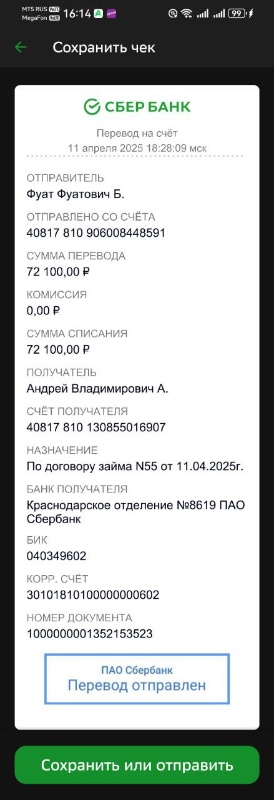 MTS RUS
MegaFon
16:14
99
Сохранить чек
СБЕР БАНК
Перевод на счёт
11 апреля 2025 18:28:09 мск
ОТПРАВИТЕЛЬ
Фуат Фуатович Б.
ОТПРАВЛЕНО СО СЧЁТА
40817 810 906008448591
СУММА ПЕРЕВОДА
72 100,00 ₽
КОМИССИЯ
0,00 ₽
СУММА СПИСАНИЯ
72 100,00 ₽
ПОЛУЧАТЕЛЬ
Андрей Владимирович А.
СЧЁТ ПОЛУЧАТЕЛЯ
40817 810 130855016907
НАЗНАЧЕНИЕ
По договору займа N55 от 11.04.2025г.
БАНК ПОЛУЧАТЕЛЯ
Краснодарское отделение №8619 ПАО
Сбербанк
БИК
040349602
КОРР. СЧЁТ
30101810100000000602
НОМЕР ДОКУМЕНТА
1000000001352153523
ПАО Сбербанк
Перевод отправлен
Сохранить или отправить